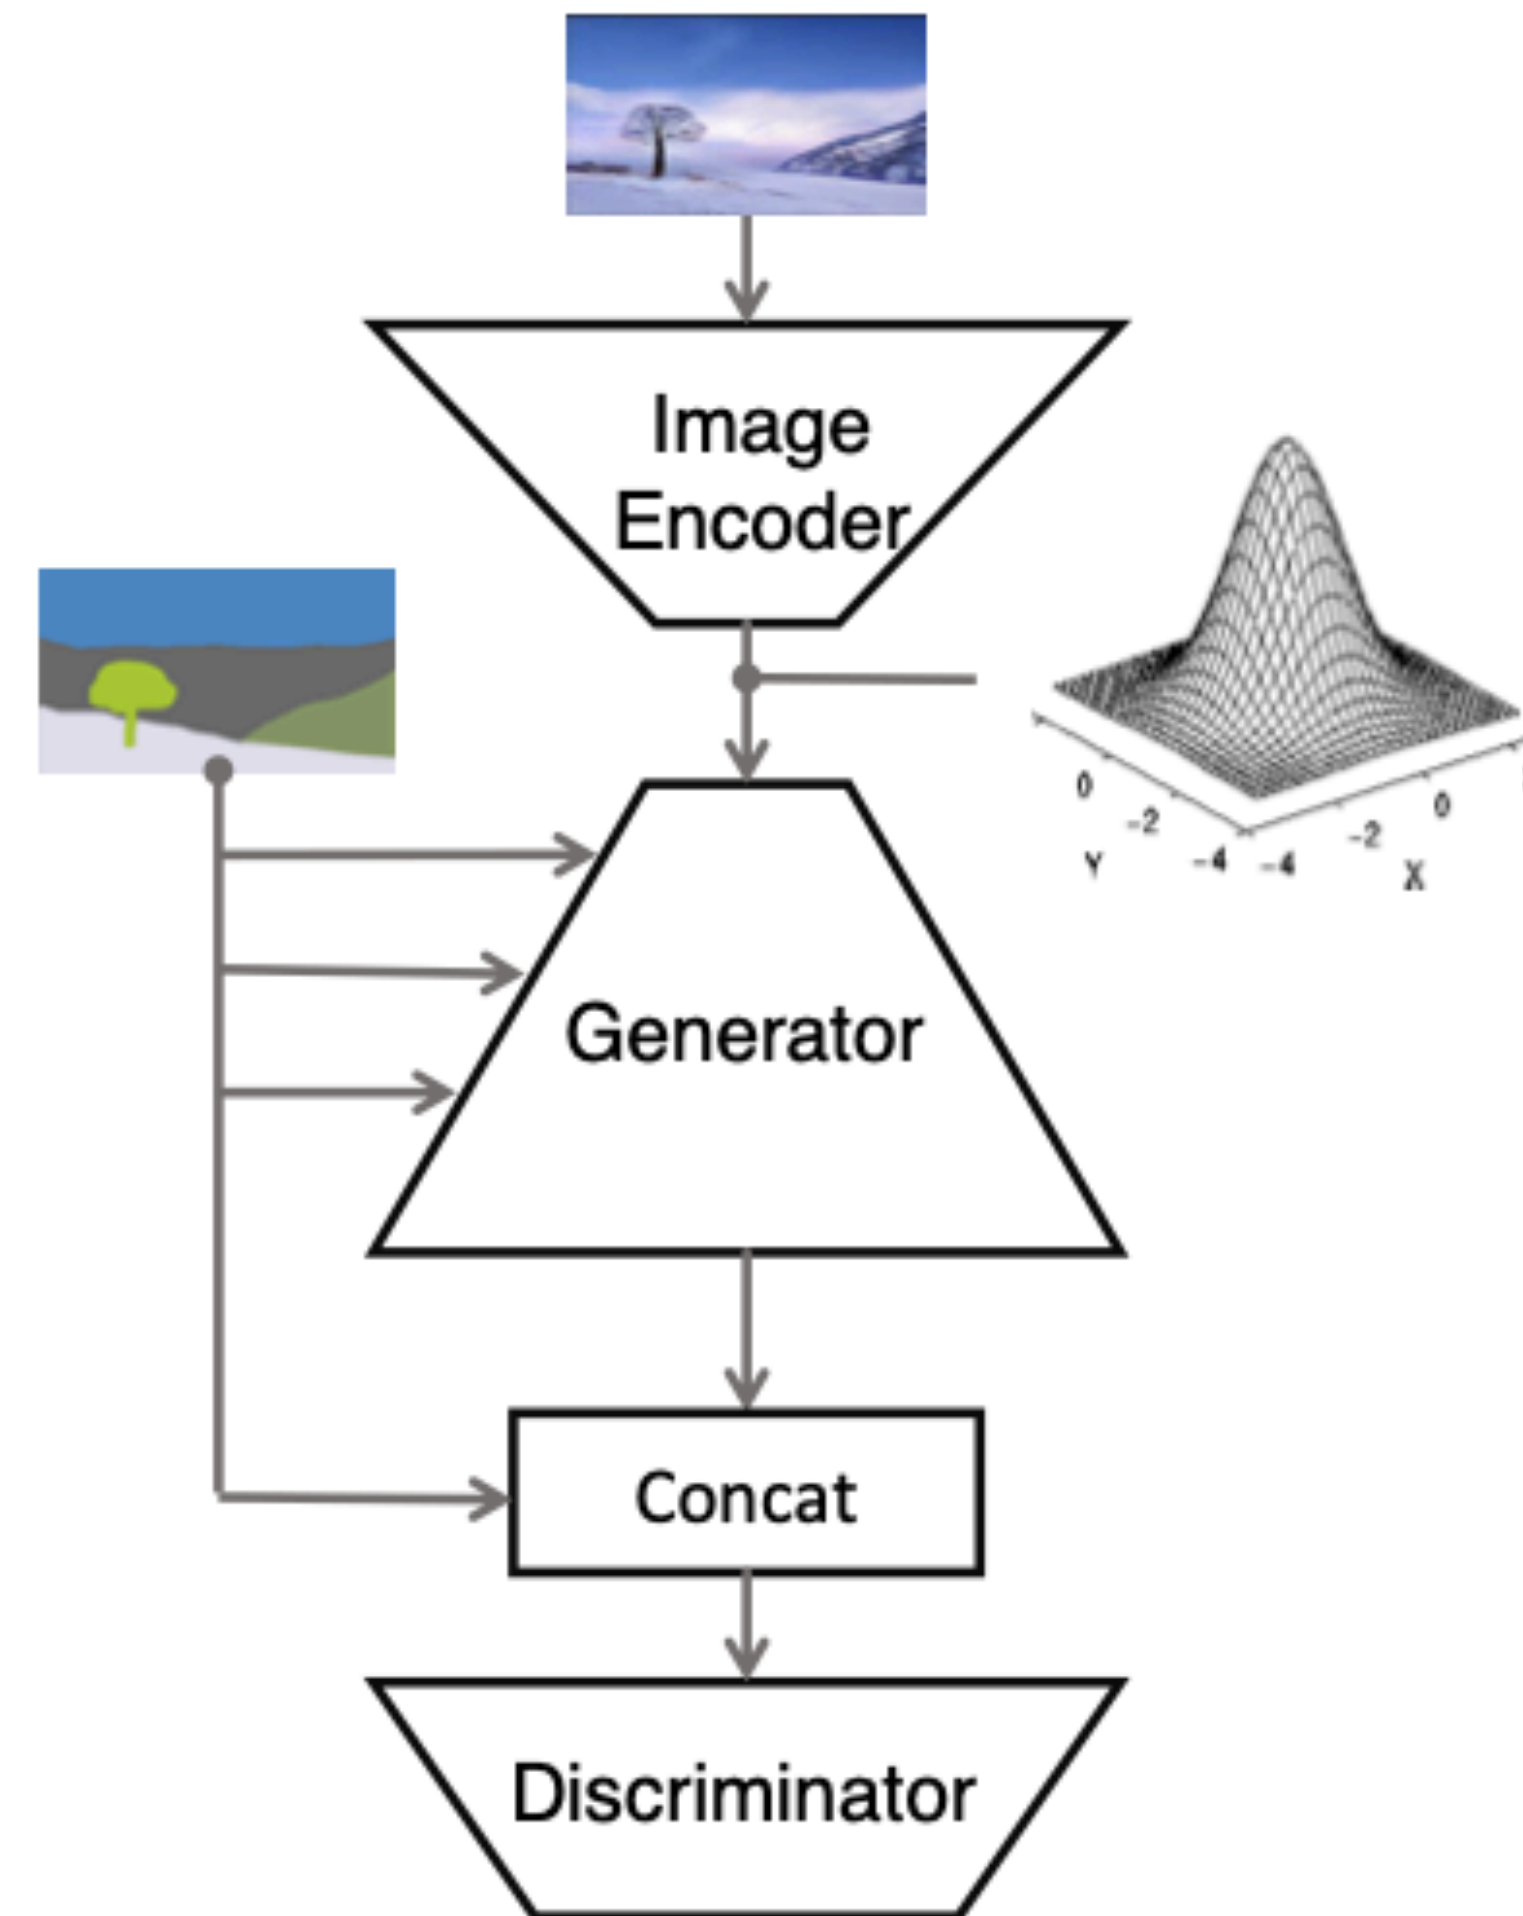 Image
Encoder
0
-2
-4
Y
-4
-2
0
X
Generator
Concat
Discriminator